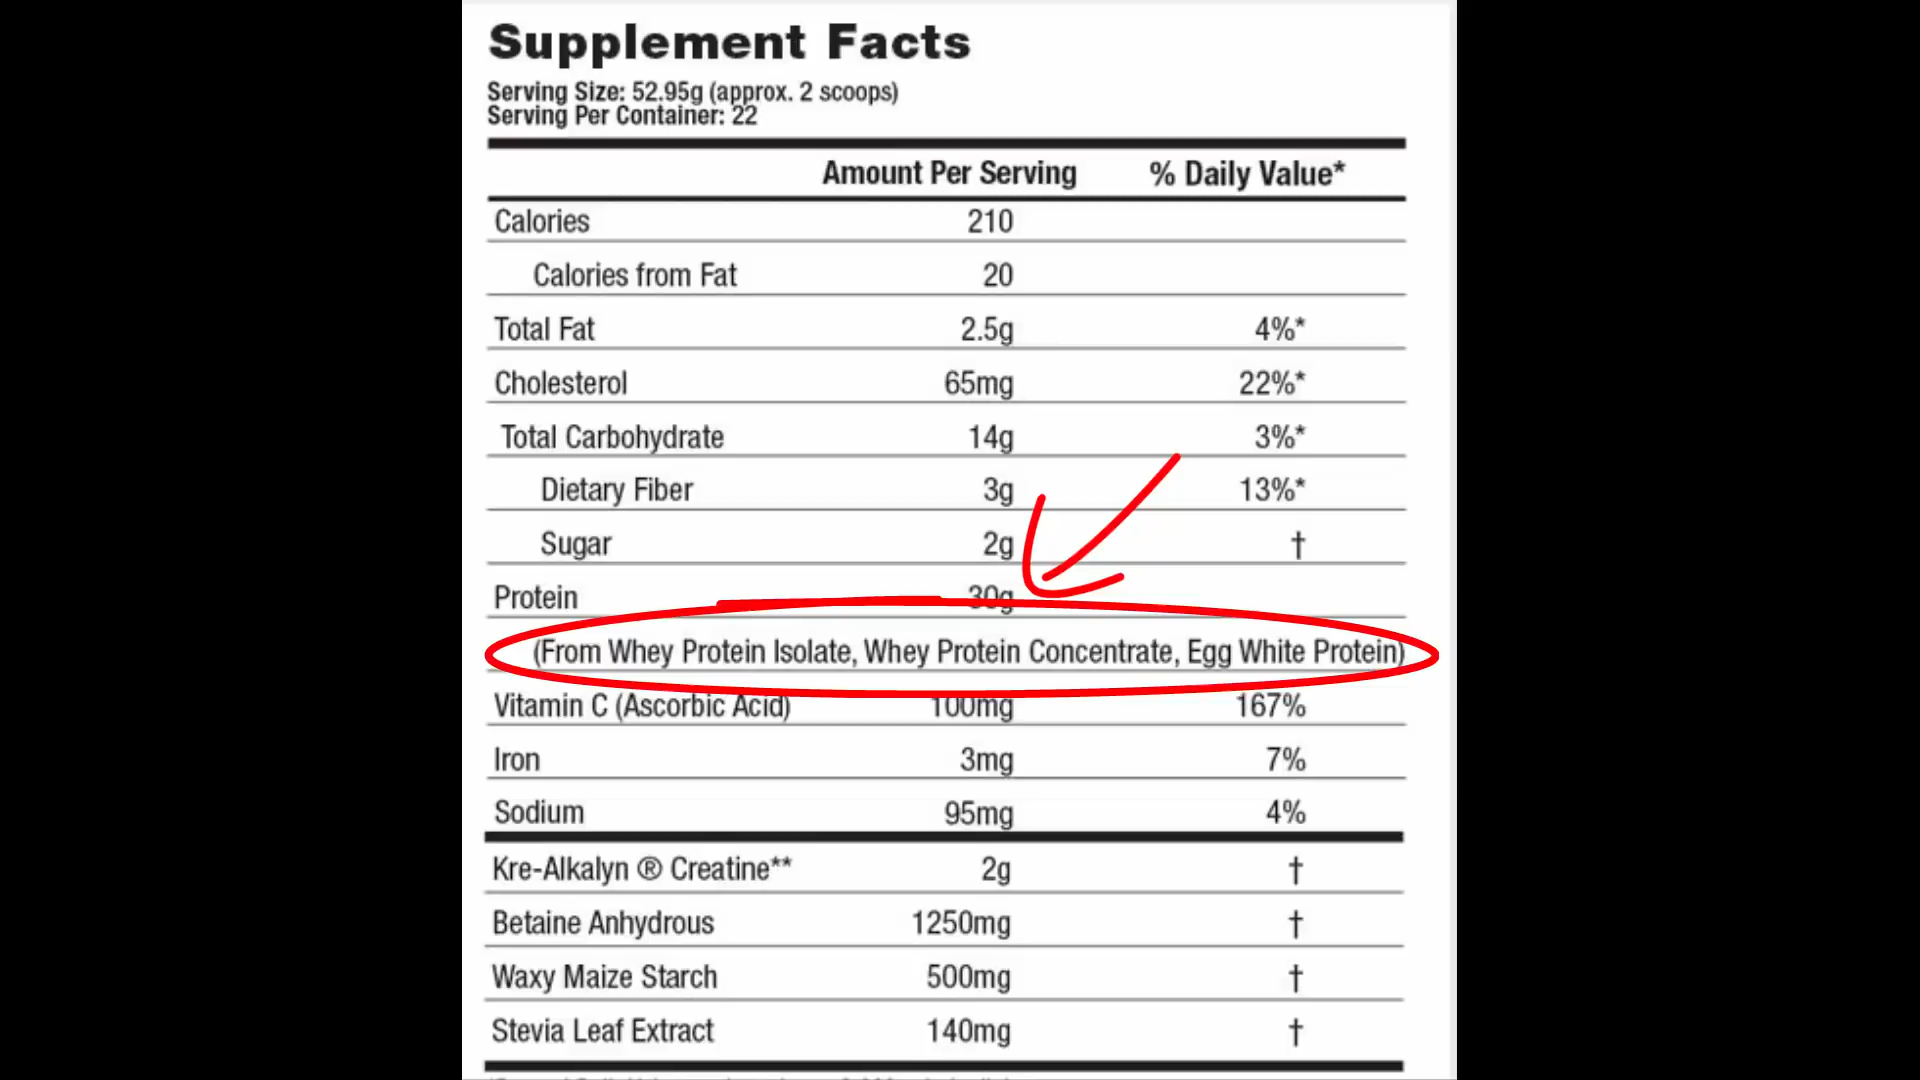 Supplement Facts
Serving Size: 52.95g (approx. 2 scoops)
Serving Per Container: 22
Amount Per Serving % Daily Value*
Calories 210
Calories from Fat 20
Total Fat 2.5g 4%*
Cholesterol 65mg 22%*
Total Carbohydrate 14g 3%*
Dietary Fiber 3g 13%*
Sugar 2g †
Protein 30g
(From Whey Protein Isolate, Whey Protein Concentrate, Egg White Protein)
Vitamin C (Ascorbic Acid) 100mg 167%
Iron 3mg 7%
Sodium 95mg 4%
Kre-Alkalyn ® Creatine** 2g †
Betaine Anhydrous 1250mg †
Waxy Maize Starch 500mg †
Stevia Leaf Extract 140mg †